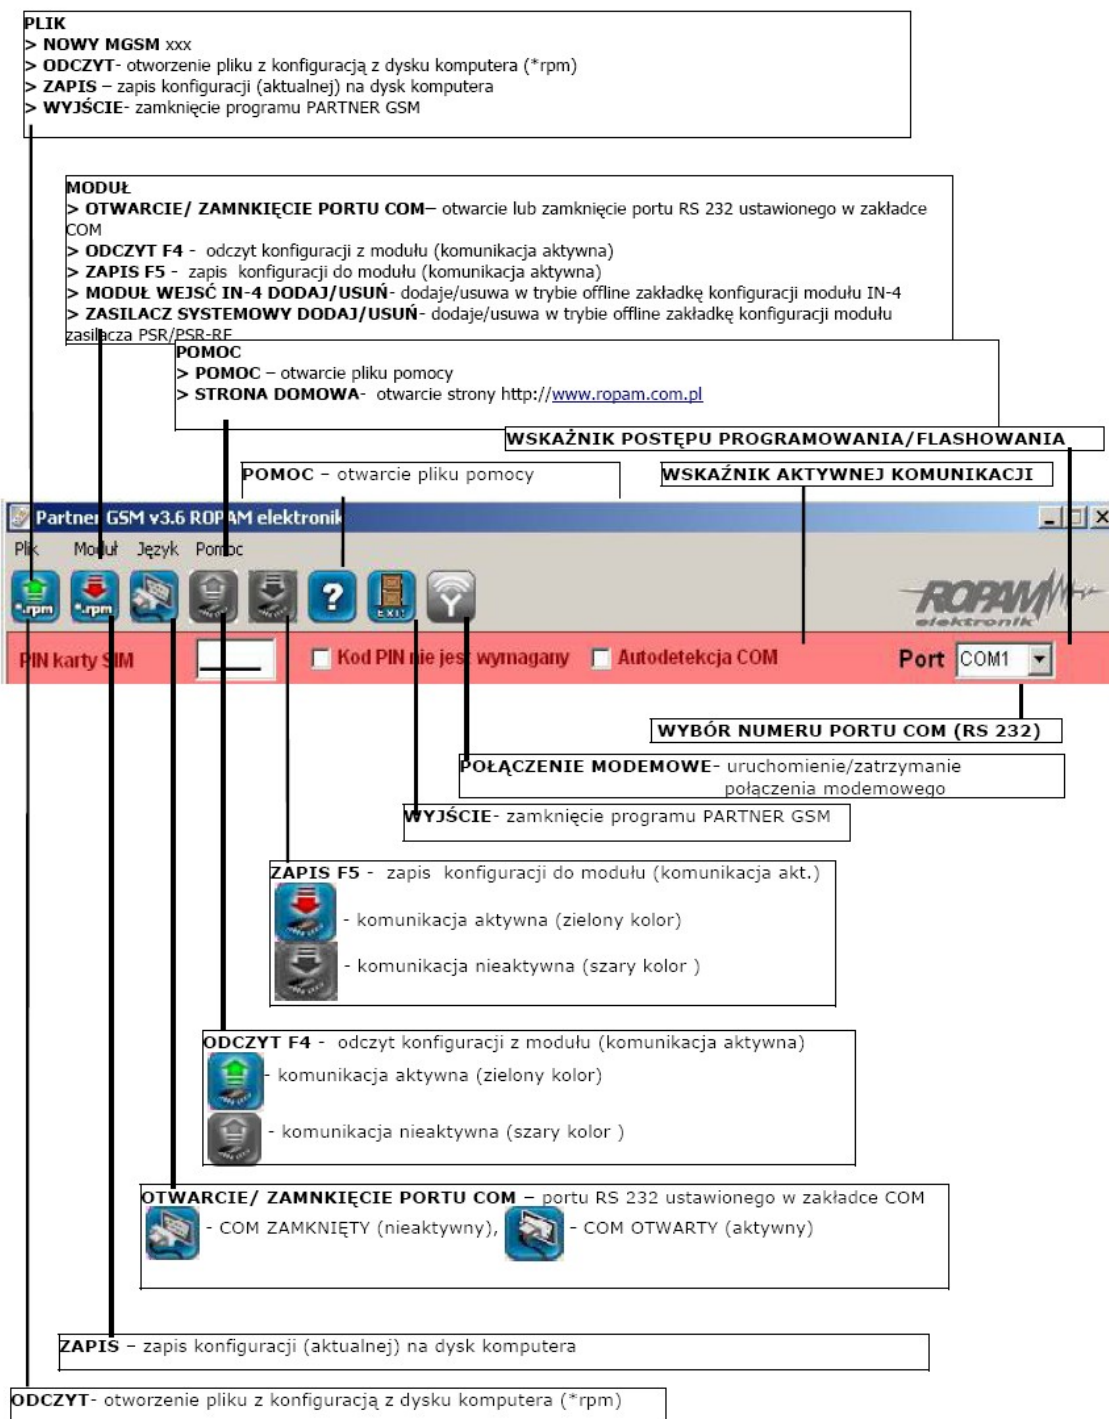 PLIK
> NOWY MGSM xxx
> ODCZYT- otworzenie pliku z konfiguracją z dysku komputera (*rpm)
> ZAPIS – zapis konfiguracji (aktualnej) na dysk komputera
> WYJŚCIE- zamknięcie programu PARTNER GSM
MODUŁ
> OTWARCIE/ ZAMNKIĘCIE PORTU COM– otwarcie lub zamknięcie portu RS 232 ustawionego w zakładce
COM
> ODCZYT F4 - odczyt konfiguracji z modułu (komunikacja aktywna)
> ZAPIS F5 - zapis konfiguracji do modułu (komunikacja aktywna)
> MODUŁ WEJSĆ IN-4 DODAJ/USUŃ- dodaje/usuwa w trybie offline zakładkę konfiguracji modułu IN-4
> ZASILACZ SYSTEMOWY DODAJ/USUŃ- dodaje/usuwa w trybie offline zakładkę konfiguracji modułu
zasilacza PSR/PSR-RF
POMOC
> POMOC – otwarcie pliku pomocy
> STRONA DOMOWA- otwarcie strony http://www.ropam.com.pl
WSKAŹNIK POSTĘPU PROGRAMOWANIA/FLASHOWANIA
POMOC – otwarcie pliku pomocy
WSKAŹNIK AKTYWNEJ KOMUNIKACJI
Partner GSM v3.6 ROPAM elektronik
Plik Moduł Język Pomoc
*.rpm *.rpm ? EXIT
ROPAM
elektronik
PIN karty SIM Kod PIN nie jest wymagany Autodetekcja COM Port COM1
WYBÓR NUMERU PORTU COM (RS 232)
POŁĄCZENIE MODEMOWE- uruchomienie/zatrzymanie
połączenia modemowego
WYJŚCIE- zamknięcie programu PARTNER GSM
ZAPIS F5 - zapis konfiguracji do modułu (komunikacja akt.)
- komunikacja aktywna (zielony kolor)
- komunikacja nieaktywna (szary kolor )
ODCZYT F4 - odczyt konfiguracji z modułu (komunikacja aktywna)
- komunikacja aktywna (zielony kolor)
- komunikacja nieaktywna (szary kolor )
OTWARCIE/ ZAMNKIĘCIE PORTU COM – portu RS 232 ustawionego w zakładce COM
- COM ZAMKNIĘTY (nieaktywny), - COM OTWARTY (aktywny)
ZAPIS – zapis konfiguracji (aktualnej) na dysk komputera
ODCZYT- otworzenie pliku z konfiguracją z dysku komputera (*rpm)